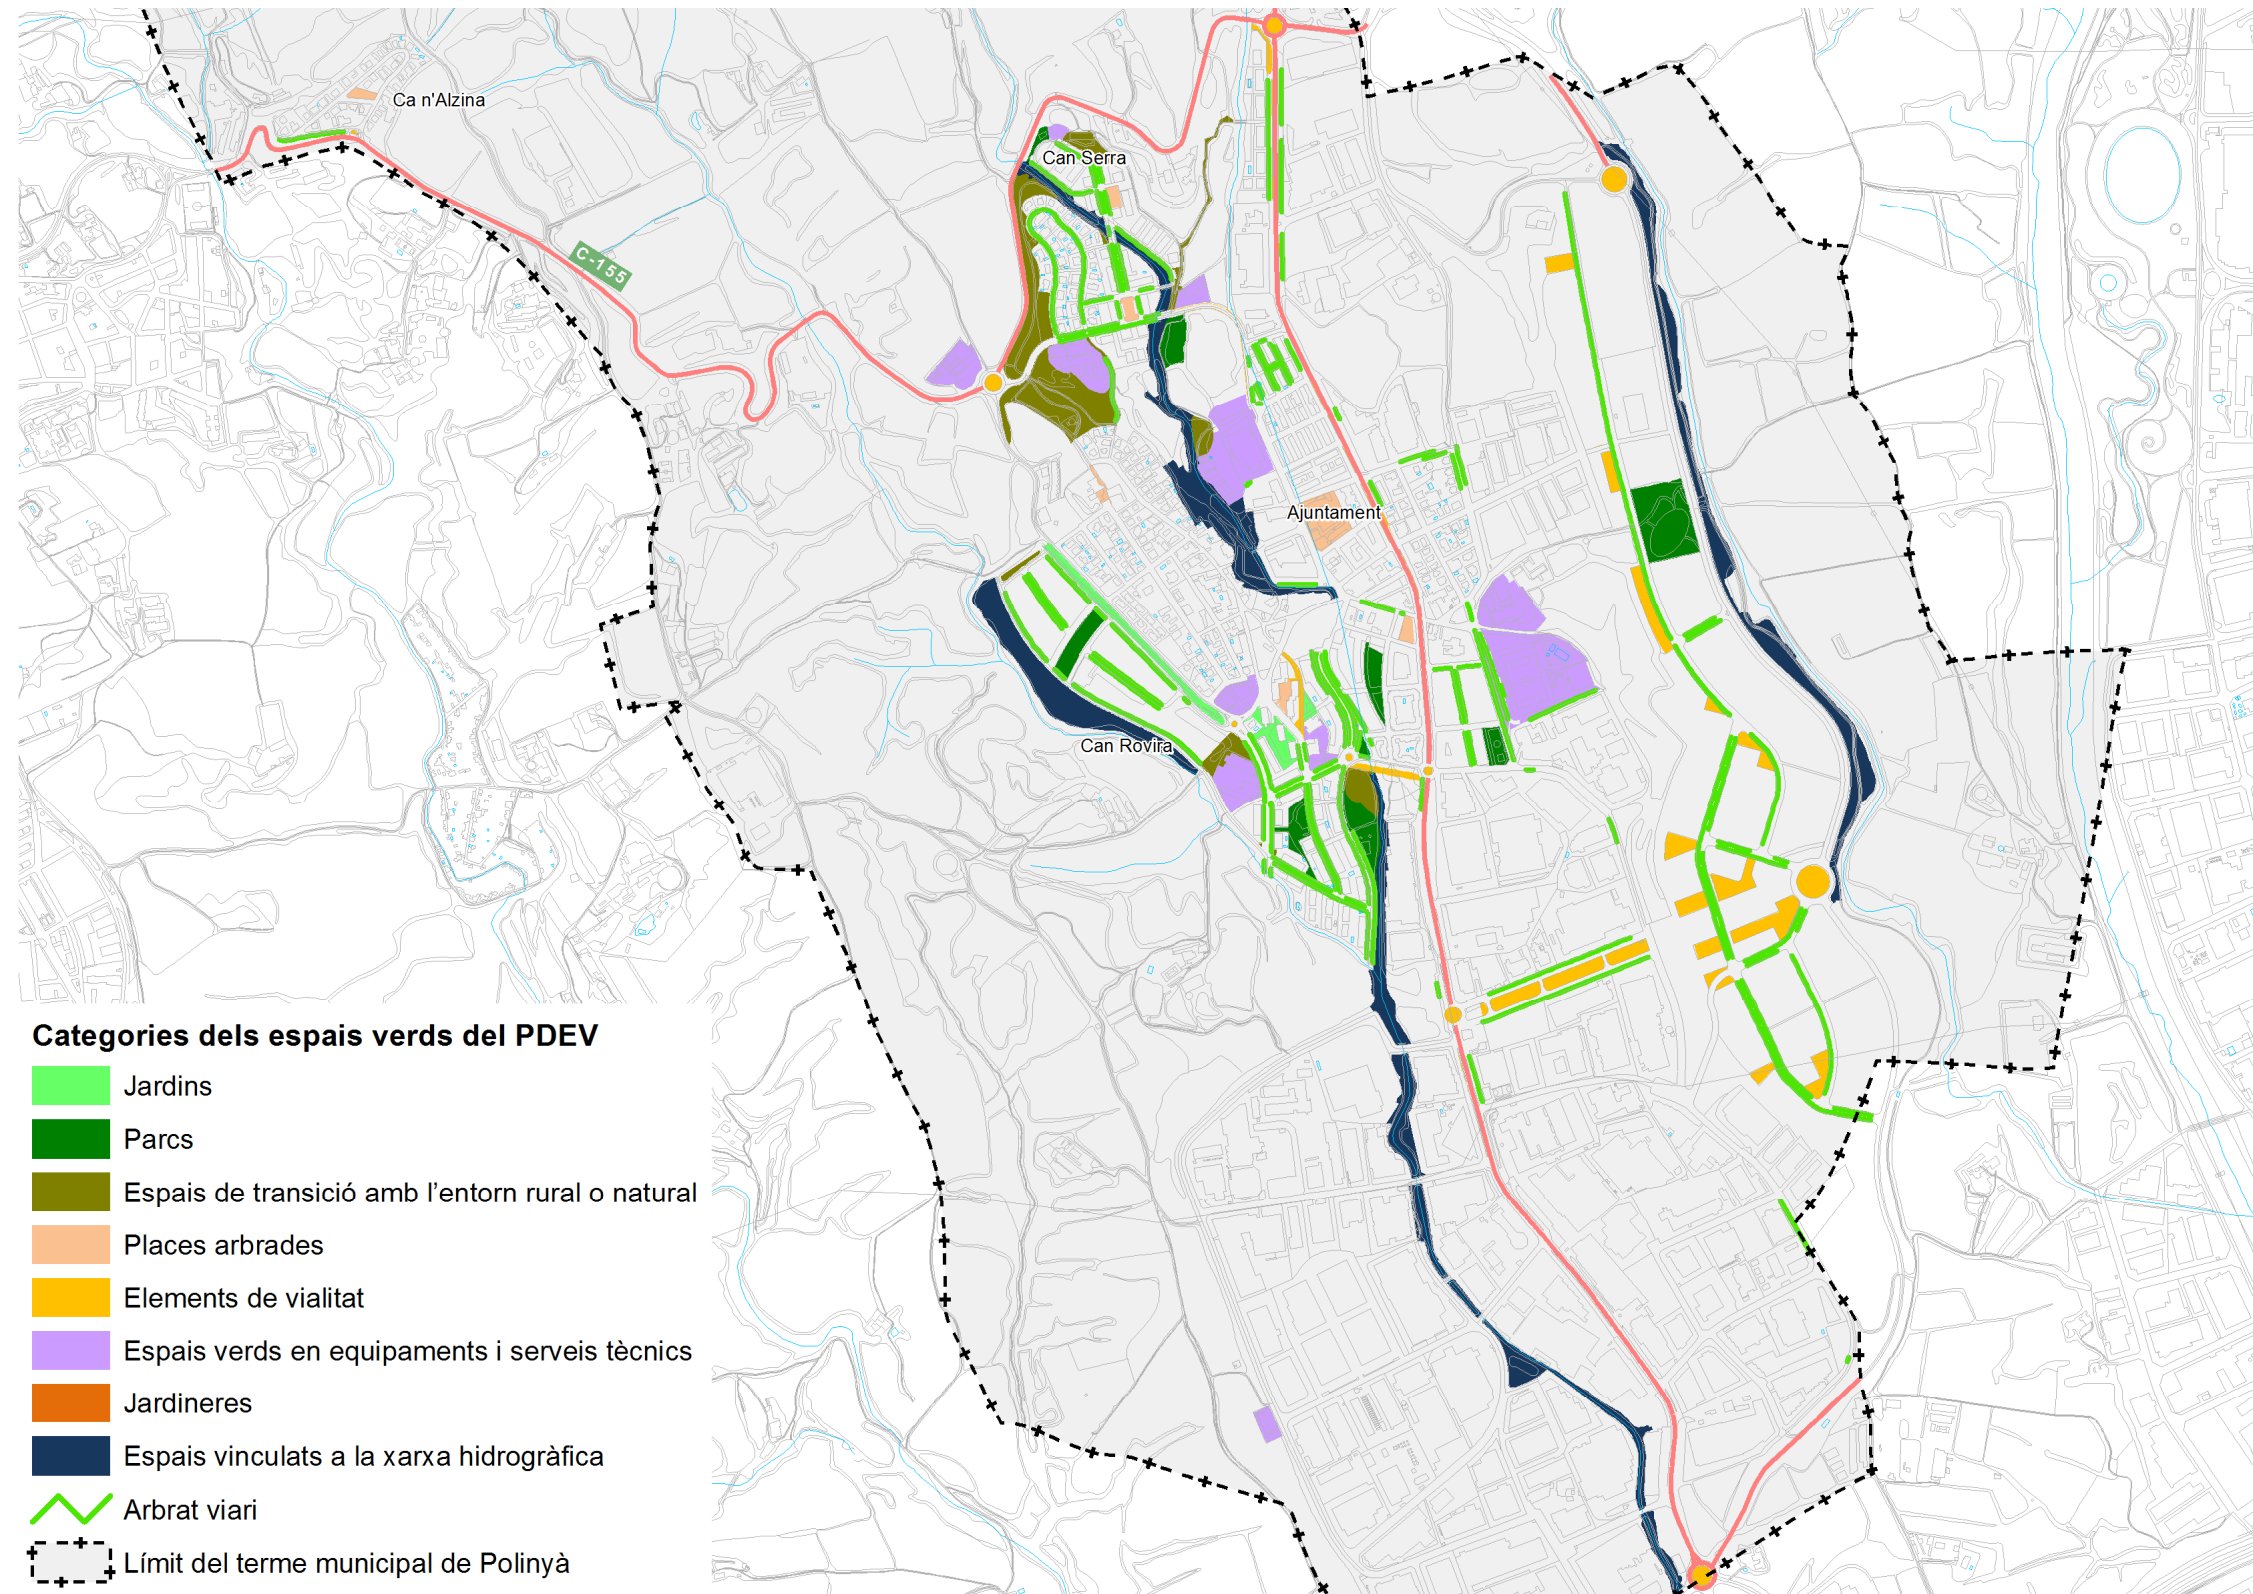 Ca n'Alzina
Can Serra
C-155
Ajuntament
Can Rovira
Categories dels espais verds del PDEV
Jardins
Parcs
Espais de transició amb l’entorn rural o natural
Places arbrades
Elements de vialitat
Espais verds en equipaments i serveis tècnics
Jardineres
Espais vinculats a la xarxa hidrogràfica
Arbrat viari
Límit del terme municipal de Polinyà